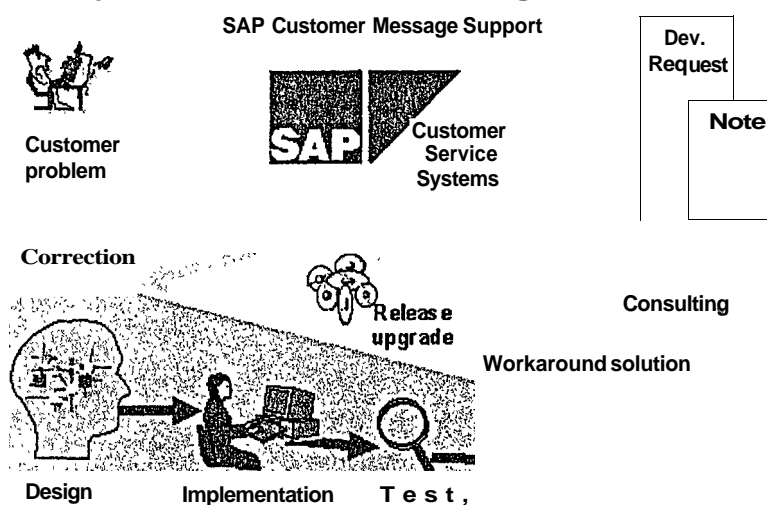 SAP Customer Message Support
Dev.
Request
Note
Customer
problem
SAP
Customer
Service
Systems
Correction
Release
upgrade
Consulting
Workaround solution
Design
Implementation
Test,